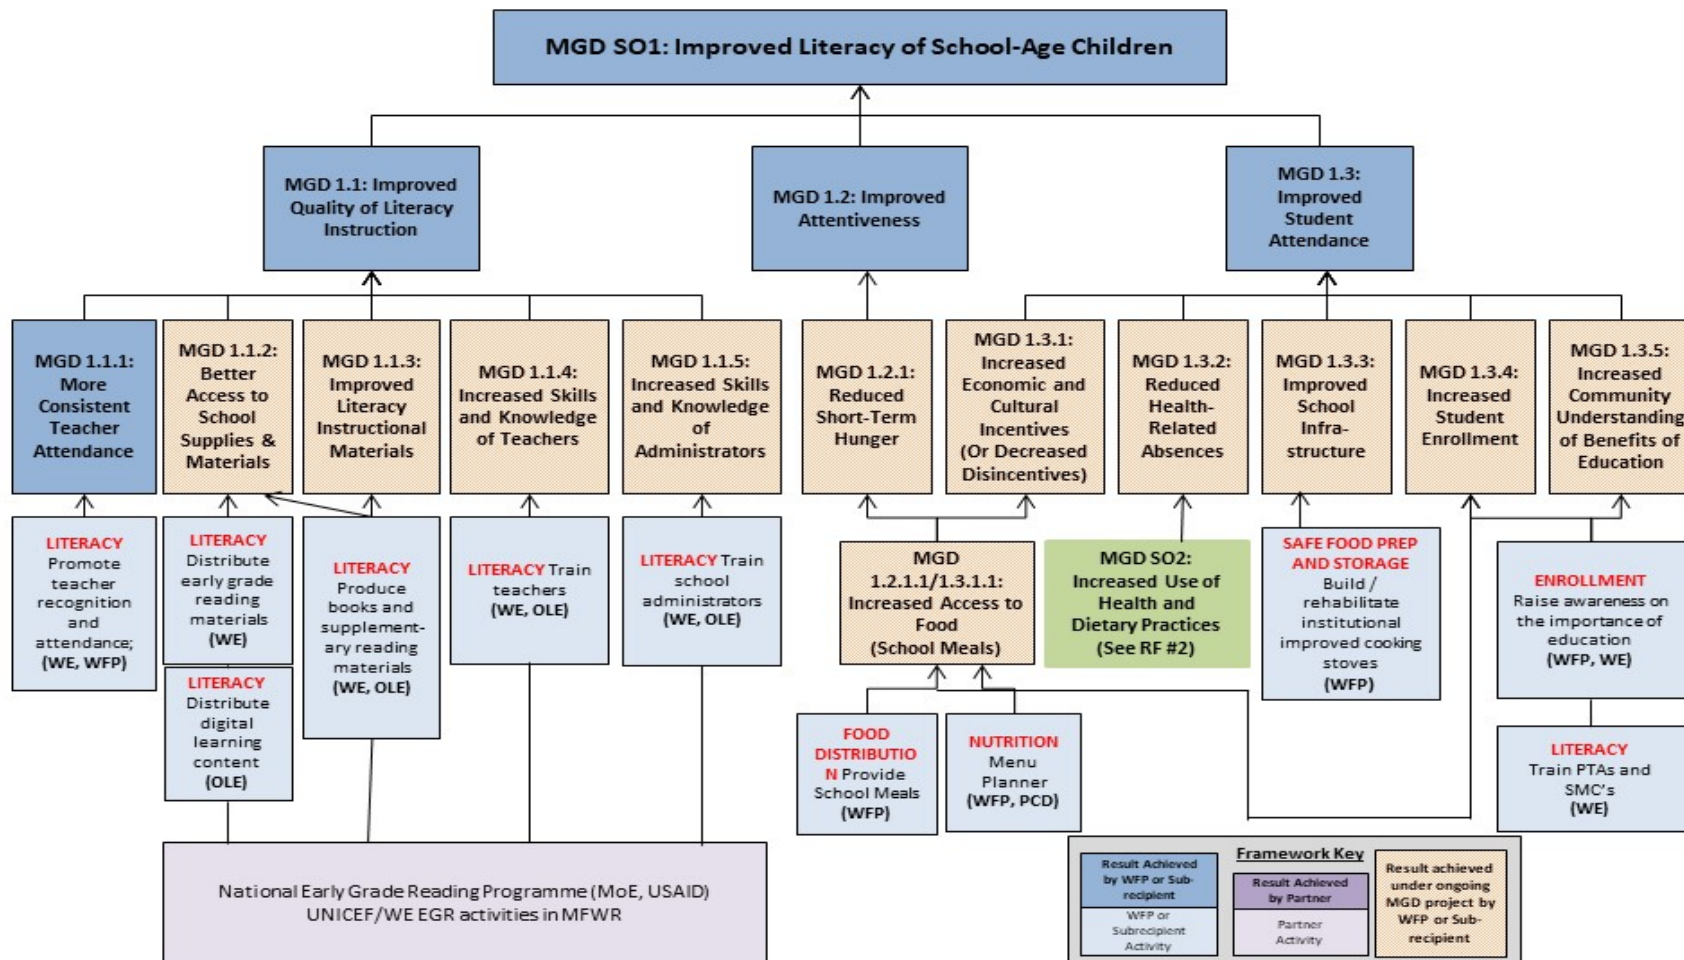 MGD SO1: Improved Literacy of School-Age Children
MGD 1.1: Improved
Quality of Literacy
Instruction
MGD 1.2: Improved
Attentiveness
MGD 1.3:
Improved
Student
Attendance
MGD 1.1.1:
More
Consistent
Teacher
Attendance
MGD 1.1.2:
Better
Access to
School
Supplies &
Materials
MGD 1.1.3:
Improved
Literacy
Instructional
Materials
MGD 1.1.4:
Increased Skills
and Knowledge
of Teachers
MGD 1.1.5:
Increased Skills
and Knowledge
of
Administrators
MGD 1.2.1:
Reduced
Short-Term
Hunger
MGD 1.3.1:
Increased
Economic and
Cultural
Incentives
(Or Decreased
Disincentives)
MGD 1.3.2:
Reduced
Health-
Related
Absences
MGD 1.3.3:
Improved
School
Infra-
structure
MGD 1.3.4:
Increased
Student
Enrollment
MGD 1.3.5:
Increased
Community
Understanding
of Benefits of
Education
LITERACY
Promote
teacher
recognition
and
attendance;
(WE, WFP)
LITERACY
Distribute
early grade
reading
materials
(WE)
LITERACY
Distribute
digital
learning
content
(OLE)
LITERACY
Produce
books and
supplement-
ary reading
materials
(WE, OLE)
LITERACY Train
teachers
(WE, OLE)
LITERACY Train
school
administrators
(WE, OLE)
MGD
1.2.1.1/1.3.1.1:
Increased Access to
Food
(School Meals)
MGD SO2:
Increased Use of
Health and
Dietary Practices
(See RF #2)
SAFE FOOD PREP
AND STORAGE
Build /
rehabilitate
institutional
improved cooking
stoves
(WFP)
ENROLLMENT
Raise awareness on
the importance of
education
(WFP, WE)
FOOD
DISTRIBUTIO
N Provide
School Meals
(WFP)
NUTRITION
Menu
Planner
(WFP, PCD)
LITERACY
Train PTAs and
SMC's
(WE)
National Early Grade Reading Programme (MoE, USAID)
UNICEF/WE EGR activities in MFWR
Framework Key
Result Achieved
by WFP or Sub-
recipient
WFP or
Subrecipient
Activity
Result Achieved
by Partner
Partner
Activity
Result achieved
under ongoing
MGD project by
WFP or Sub-
recipient